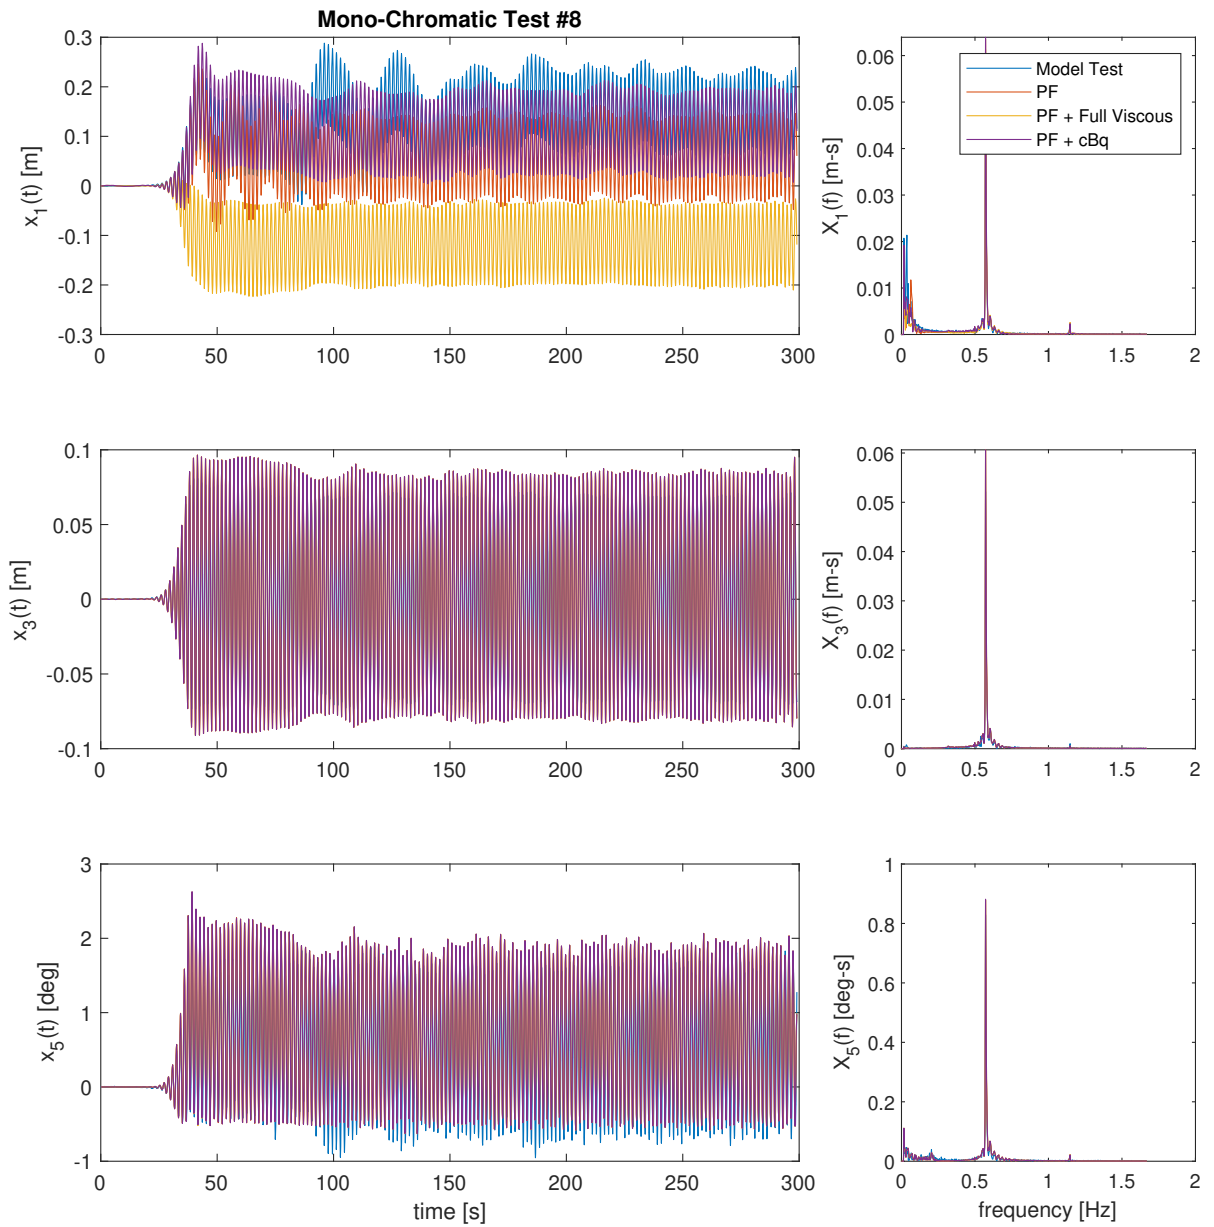 Mono-Chromatic Test #8
0.3
0.2
0.1
0
-0.1
-0.2
-0.3
x1(t) [m]
0 50 100 150 200 250 300
0.06
0.05
0.04
0.03
0.02
0.01
0
X1(f) [m-s]
0 0.5 1 1.5 2
Model Test
PF
PF + Full Viscous
PF + cBq
0.1
0.05
0
-0.05
-0.1
x3(t) [m]
0 50 100 150 200 250 300
0.06
0.05
0.04
0.03
0.02
0.01
0
X3(f) [m-s]
0 0.5 1 1.5 2
3
2
1
0
-1
x5(t) [deg]
0 50 100 150 200 250 300
time [s]
1
0.8
0.6
0.4
0.2
0
X5(f) [deg-s]
0 0.5 1 1.5 2
frequency [Hz]